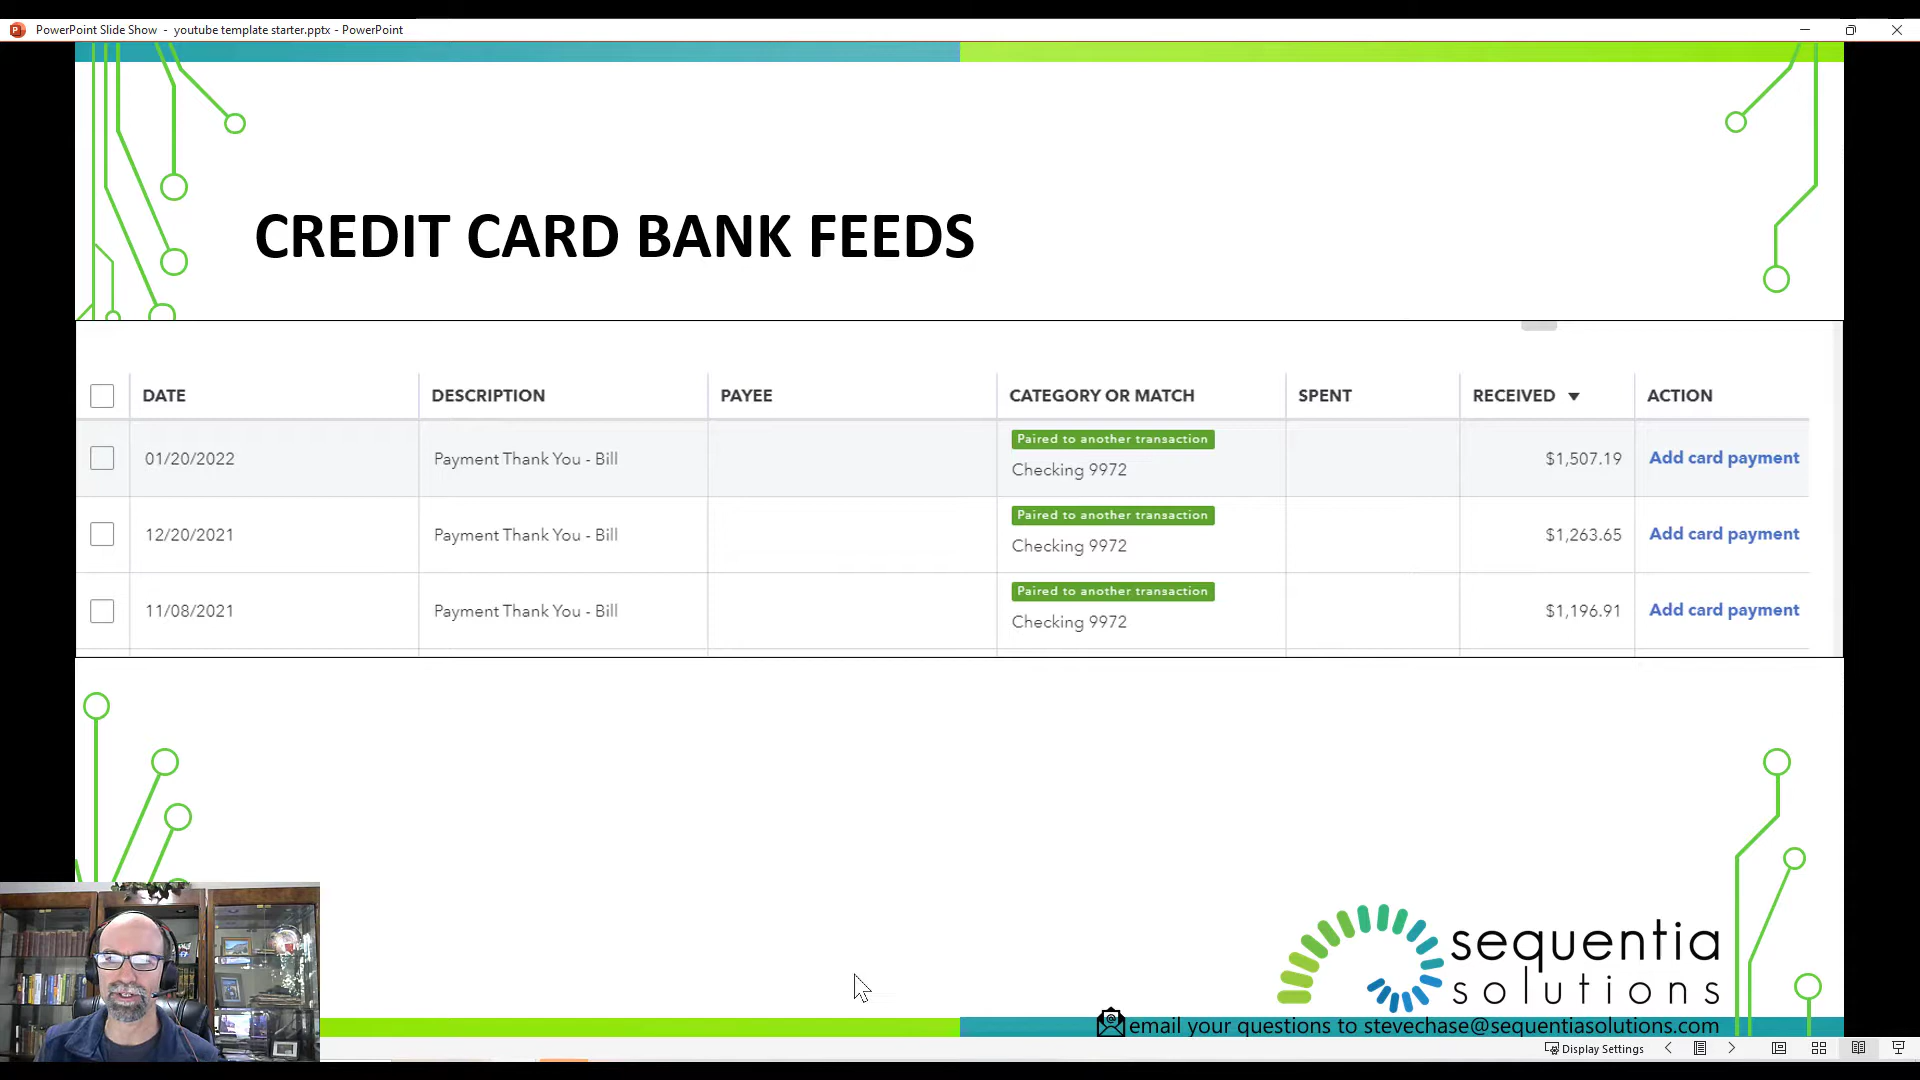 PowerPoint Slide Show - youtube template starter.pptx - PowerPoint
CREDIT CARD BANK FEEDS
DATE DESCRIPTION PAYEE CATEGORY OR MATCH SPENT RECEIVED ACTION
Paired to another transaction
01/20/2022 Payment Thank You - Bill Checking 9972 $1,507.19 Add card payment
Paired to another transaction
12/20/2021 Payment Thank You - Bill Checking 9972 $1,263.65 Add card payment
Paired to another transaction
11/08/2021 Payment Thank You - Bill Checking 9972 $1,196.91 Add card payment
sequentia
solutions
email your questions to stevechase@sequentiasolutions.com
Display Settings